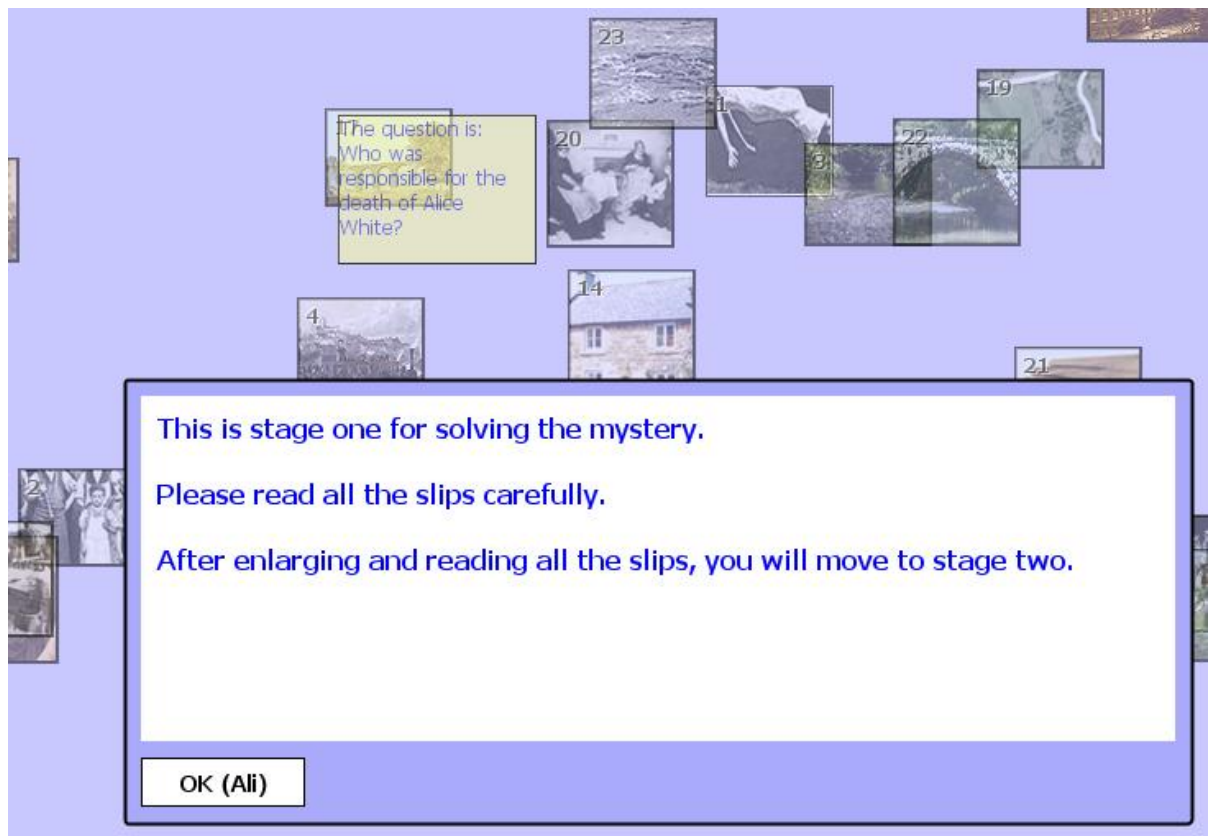 23
19
1
20
22
3
17
The question is:
Who was
responsible for the
death of Alice
White?
14
4
21
2
This is stage one for solving the mystery.
Please read all the slips carefully.
After enlarging and reading all the slips, you will move to stage two.
OK (Ali)